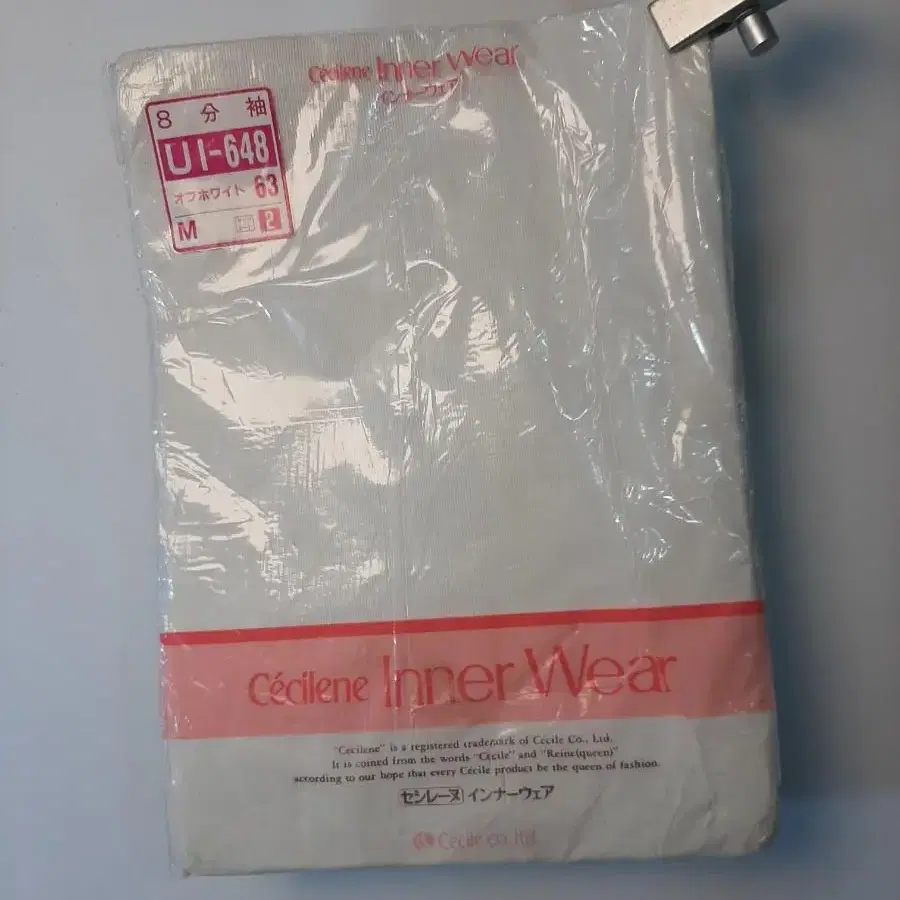 Cécilene Inner Wear
インナーウェア
8分袖
UI-648
オフホワイト 63
M 2
Cécilene Inner Wear
"Cecilene" is a registered trademark of Cécile Co., Ltd.
It is coined from the words "Cécile" and "Reine(queen)"
according to our hope that every Cécile product be the queen of fashion.
セシレーヌ インナーウェア
Cecile co., ltd.